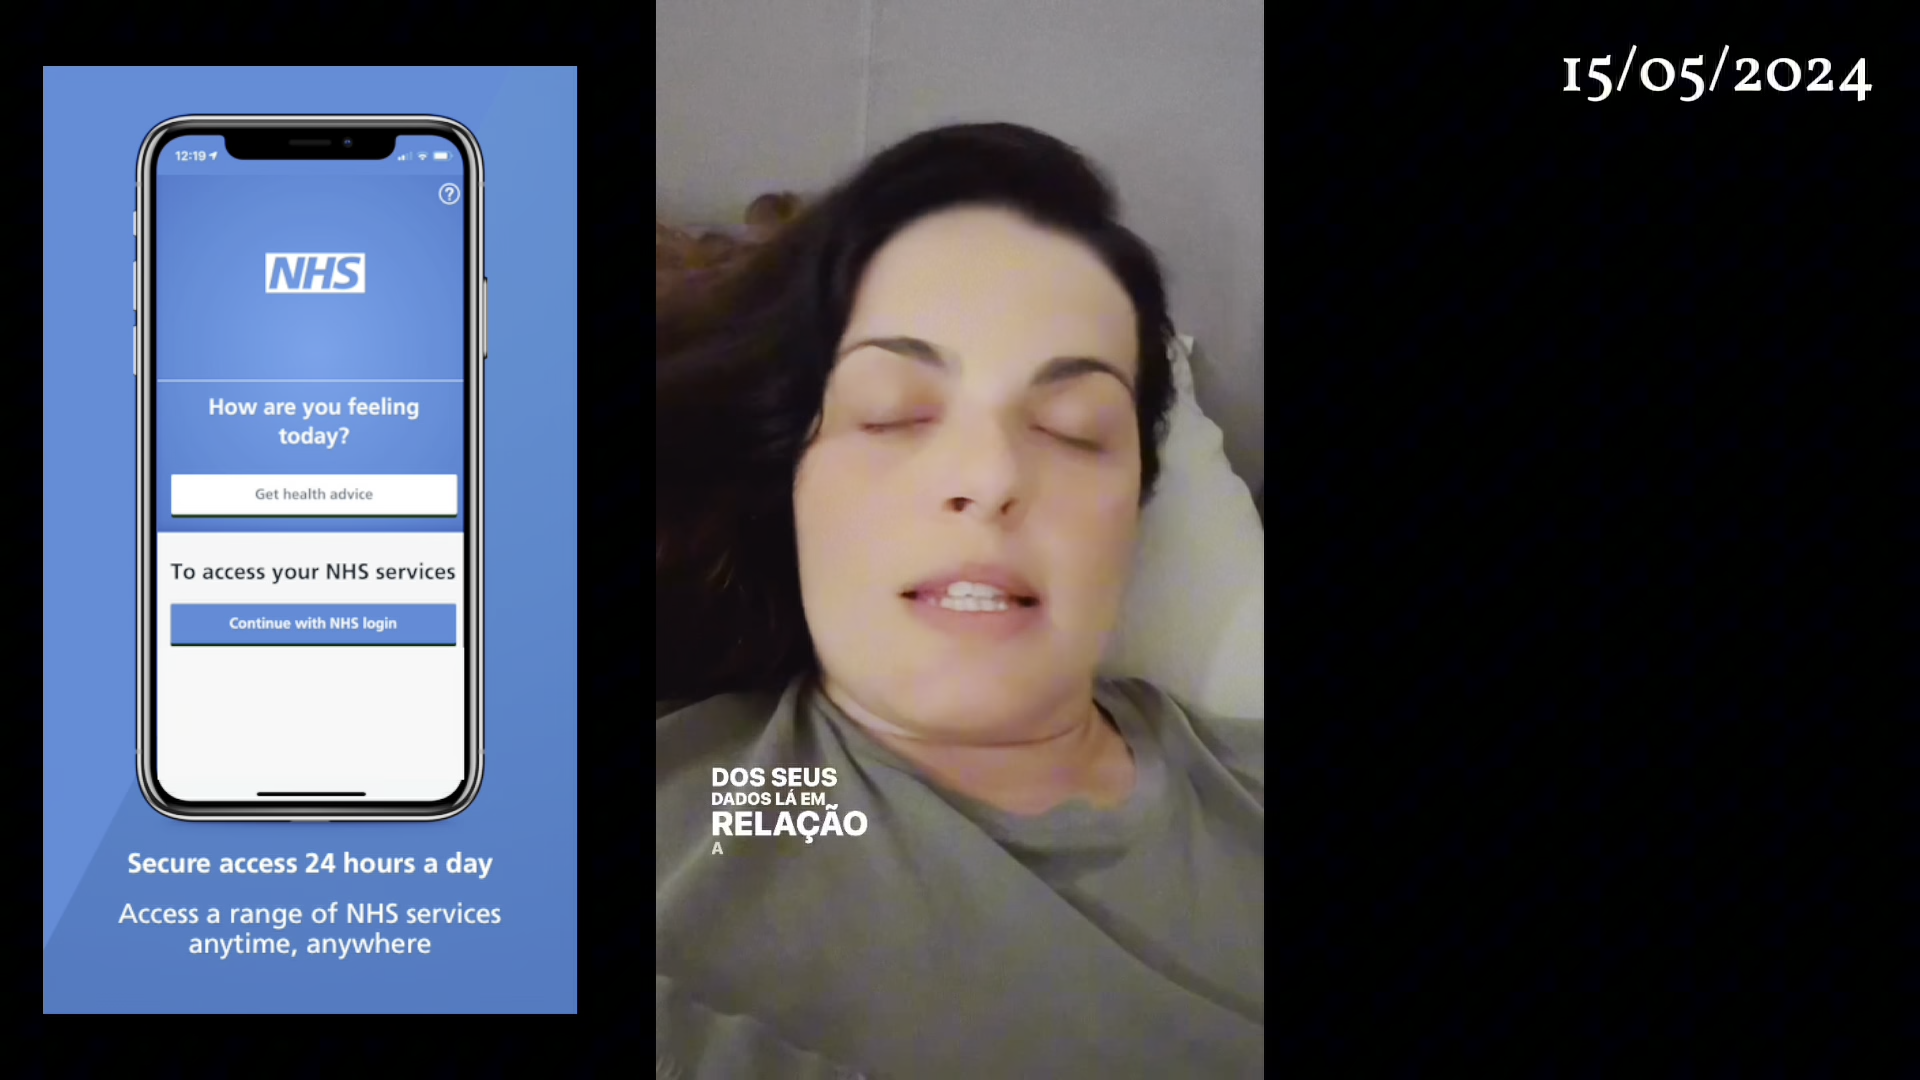 12:19
NHS
How are you feeling
today?
Get health advice
To access your NHS services
Continue with NHS login
Secure access 24 hours a day
Access a range of NHS services
anytime, anywhere
DOS SEUS
DADOS LÁ EM
RELAÇÃO
A
15/05/2024